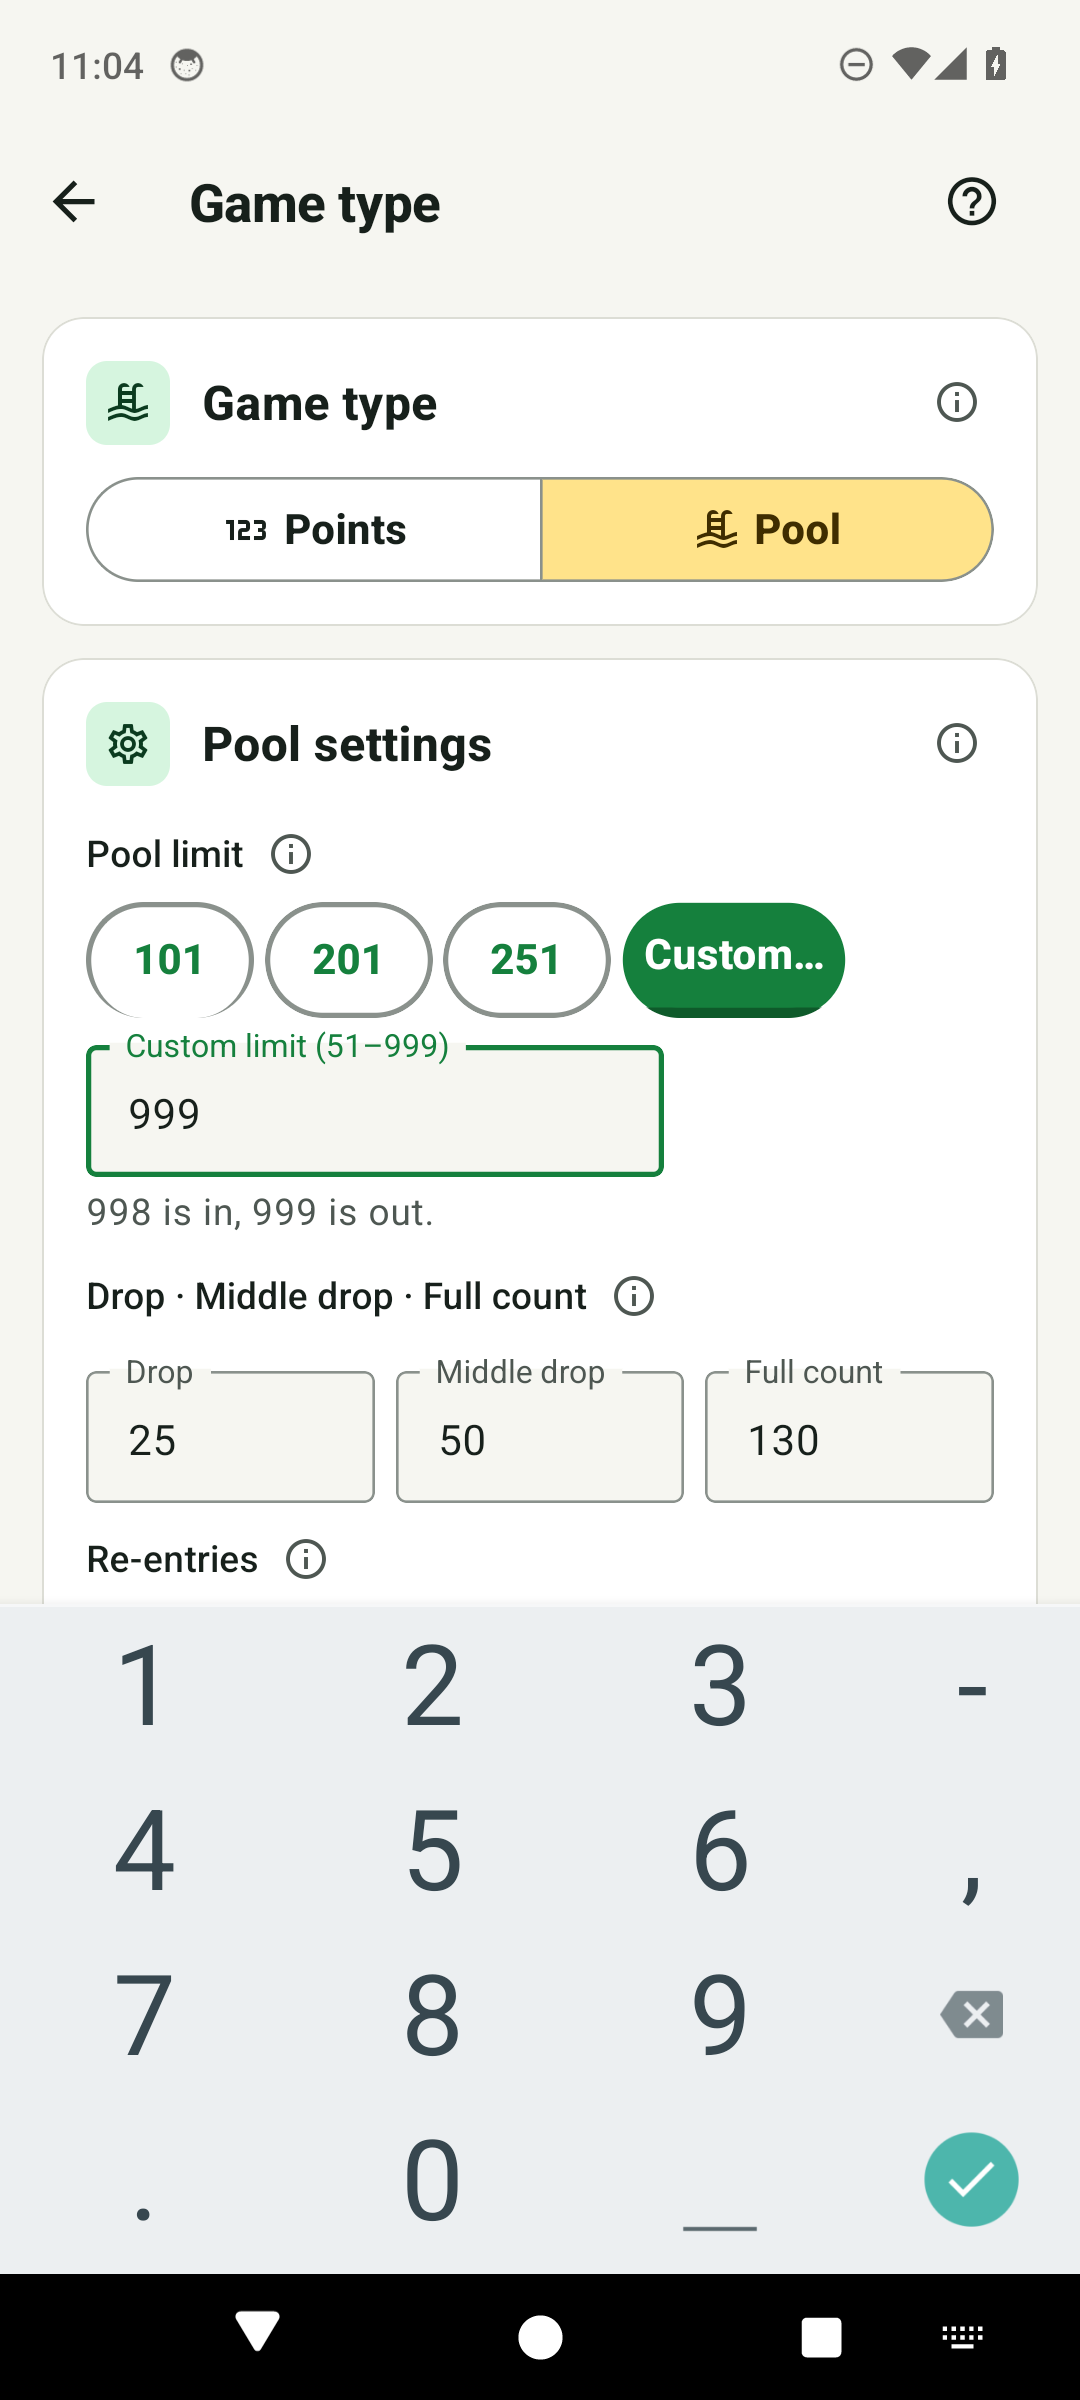 11:04
Game type
Game type
123 Points
Pool
Pool settings
Pool limit
101
201
251
Custom…
Custom limit (51–999)
999
998 is in, 999 is out.
Drop · Middle drop · Full count
Drop
Middle drop
Full count
25
50
130
Re-entries
1 2 3 -
4 5 6 ,
7 8 9
. 0 _